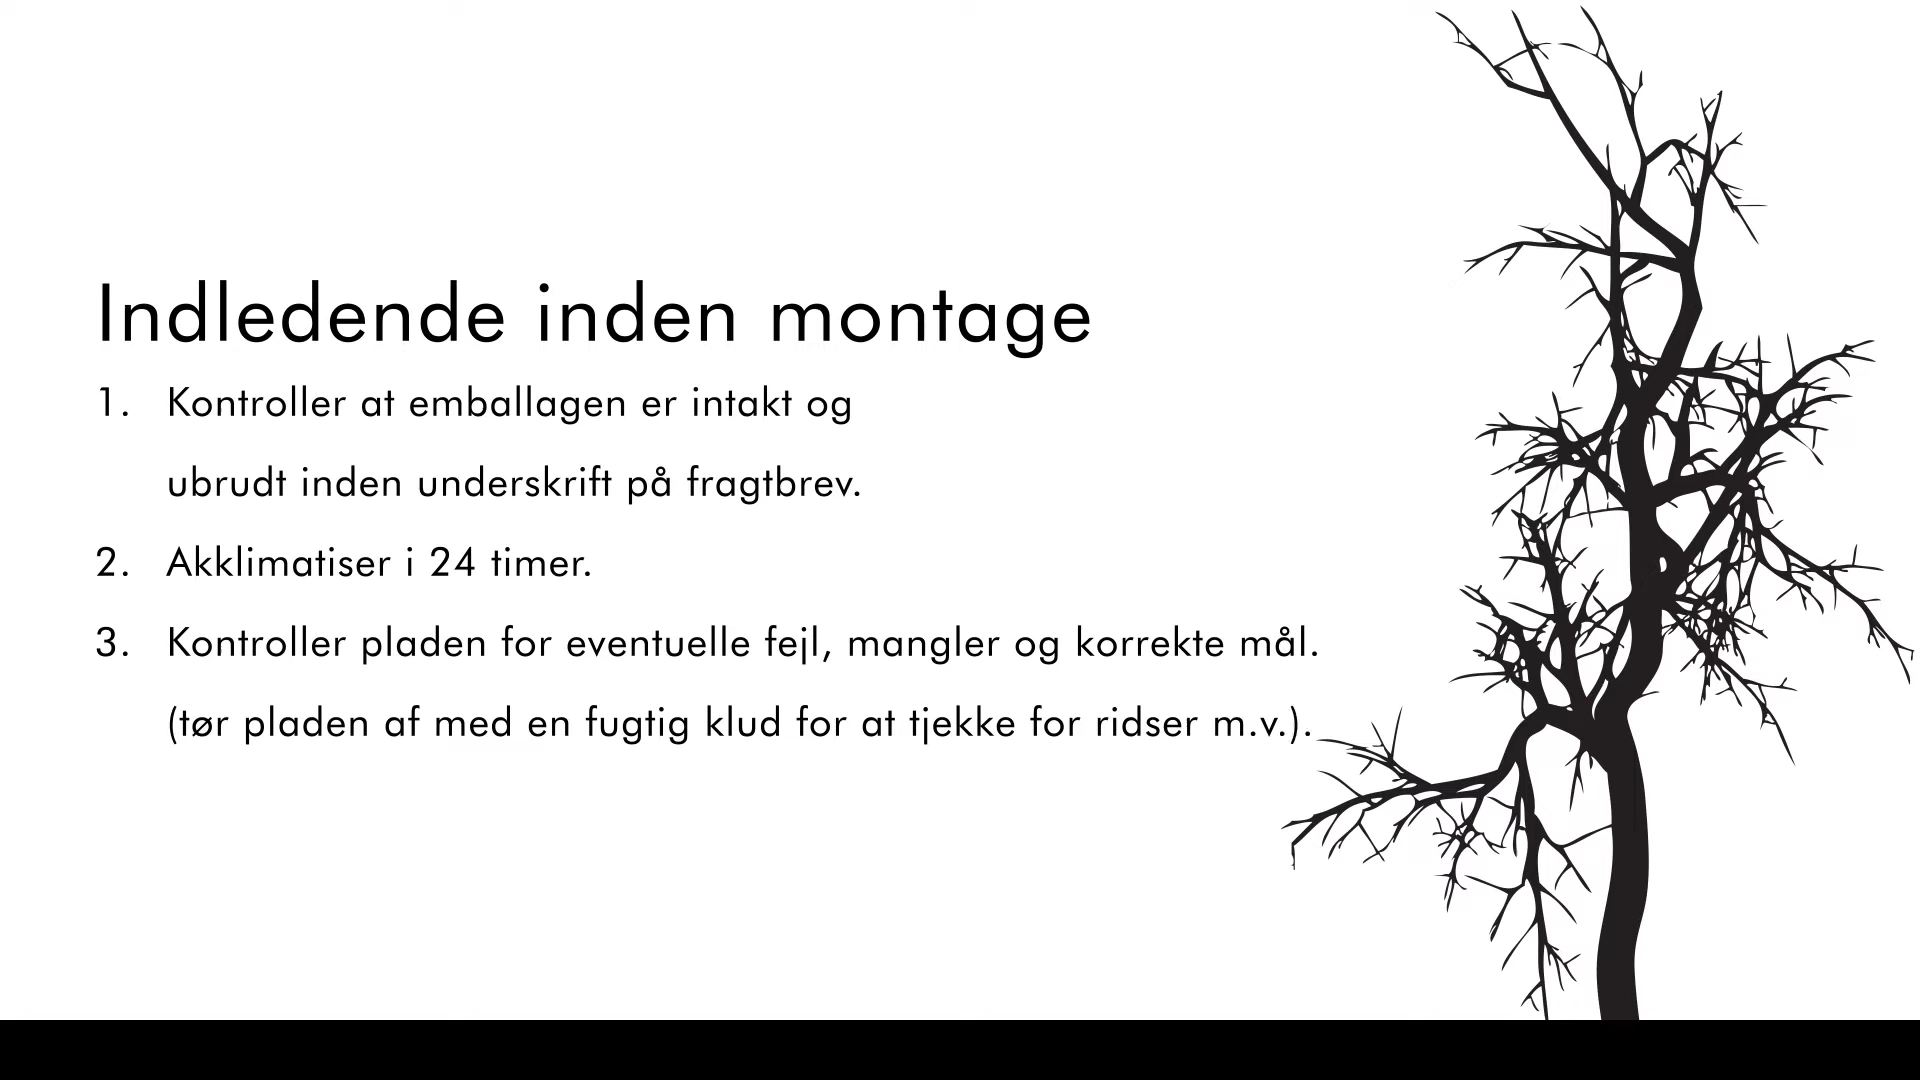 Indledende inden montage
1. Kontroller at emballagen er intakt og
ubrudt inden underskrift på fragtbrev.
2. Akklimatiser i 24 timer.
3. Kontroller pladen for eventuelle fejl, mangler og korrekte mål.
(tør pladen af med en fugtig klud for at tjekke for ridser m.v.).